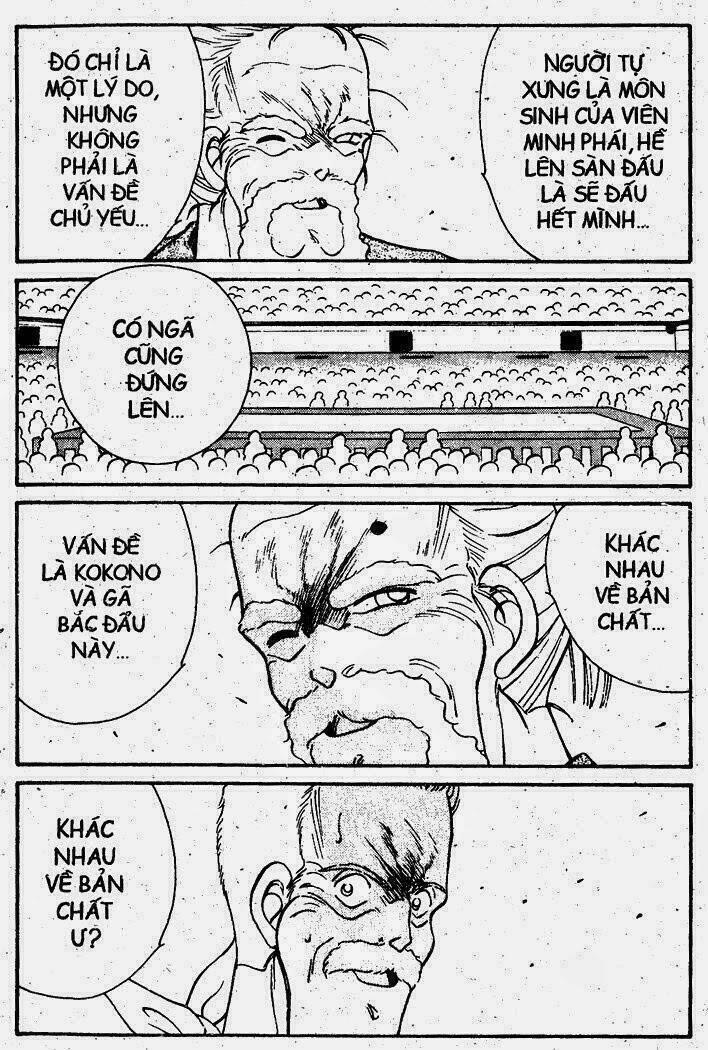 ĐÓ CHỈ LÀ
MỘT LÝ DO,
NHƯNG
KHÔNG
PHẢI LÀ
VẤN ĐỀ
CHỦ YẾU...
NGƯỜI TỰ
XƯNG LÀ MÔN
SINH CỦA VIÊN
MINH PHÁI, HỄ
LÊN SÀN ĐẤU
LÀ SẼ ĐẤU
HẾT MÌNH...
CÓ NGÃ
CŨNG
ĐỨNG
LÊN...
VẤN ĐỀ
LÀ KOKONO
VÀ GÃ
BẮC ĐẨU
NÀY...
KHÁC
NHAU
VỀ BẢN
CHẤT...
KHÁC
NHAU
VỀ BẢN
CHẤT
Ư?